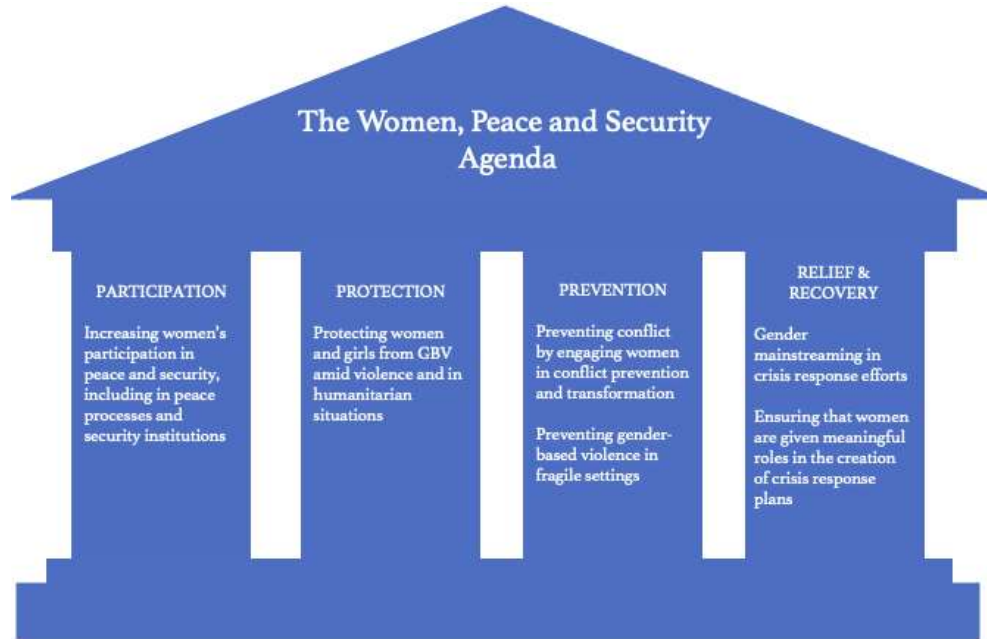 The Women, Peace and Security
Agenda
PARTICIPATION
Increasing women's
participation in
peace and security,
including in peace
processes and
security institutions
PROTECTION
Protecting women
and girls from GBV
amid violence and in
humanitarian
situations
PREVENTION
Preventing conflict
by engaging women
in conflict prevention
and transformation
Preventing gender-
based violence in
fragile settings
RELIEF &
RECOVERY
Gender
mainstreaming in
crisis response efforts
Ensuring that women
are given meaningful
roles in the creation
of crisis response
plans